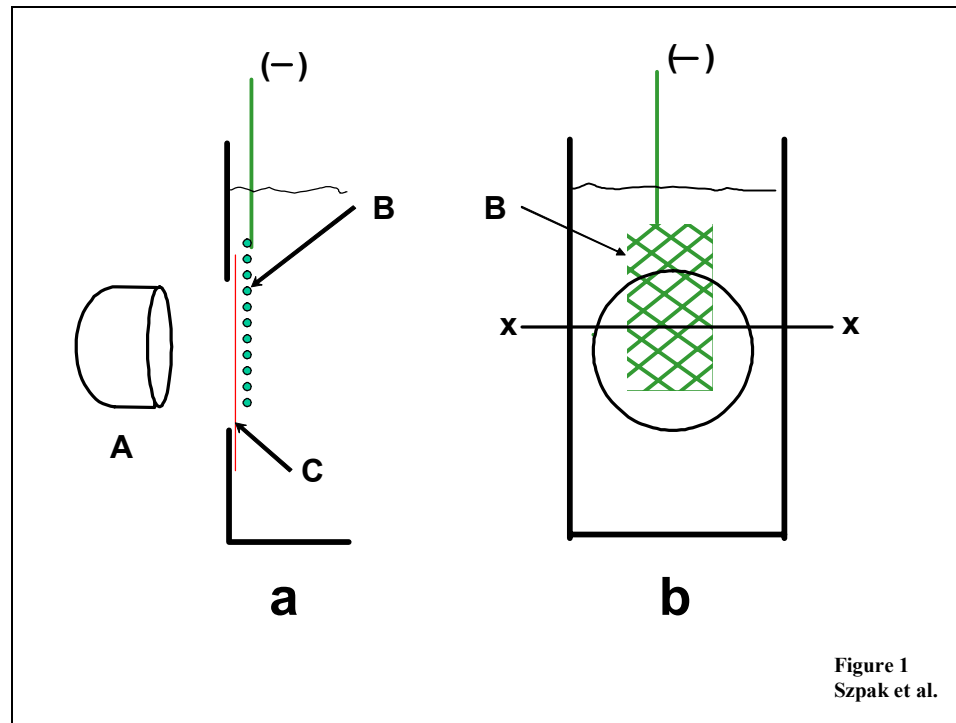 (—) (—)
B B
x x
A
C
a b
Figure 1
Szpak et al.